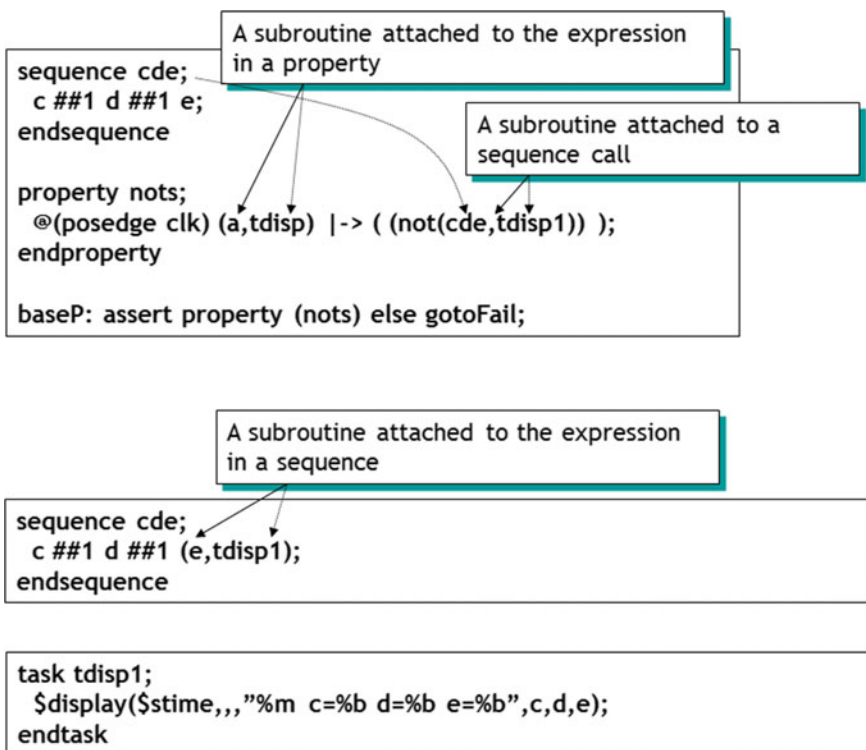 A subroutine attached to the expression
in a property
sequence cde;
c ##1 d ##1 e;
endsequence
A subroutine attached to a
sequence call
property nots;
@(posedge clk) (a,tdisp) |-> ( (not(cde,tdisp1)) );
endproperty
baseP: assert property (nots) else gotoFail;
A subroutine attached to the expression
in a sequence
sequence cde;
c ##1 d ##1 (e,tdisp1);
endsequence
task tdisp1;
$display($stime,,,”%m c=%b d=%b e=%b”,c,d,e);
endtask